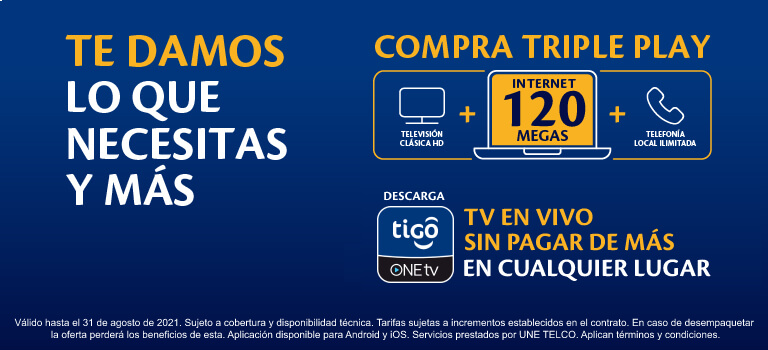 TE DAMOS
LO QUE
NECESITAS
Y MÁS
COMPRA TRIPLE PLAY
TELEVISIÓN
CLÁSICA HD
+
INTERNET
120
MEGAS
+
TELEFONÍA
LOCAL ILIMITADA
DESCARGA
tigo
ONEtv
TV EN VIVO
SIN PAGAR DE MÁS
EN CUALQUIER LUGAR
Válido hasta el 31 de agosto de 2021. Sujeto a cobertura y disponibilidad técnica. Tarifas sujetas a incrementos establecidos en el contrato. En caso de desempaquetar
la oferta perderá los beneficios de esta. Aplicación disponible para Android y iOS. Servicios prestados por UNE TELCO. Aplican términos y condiciones.